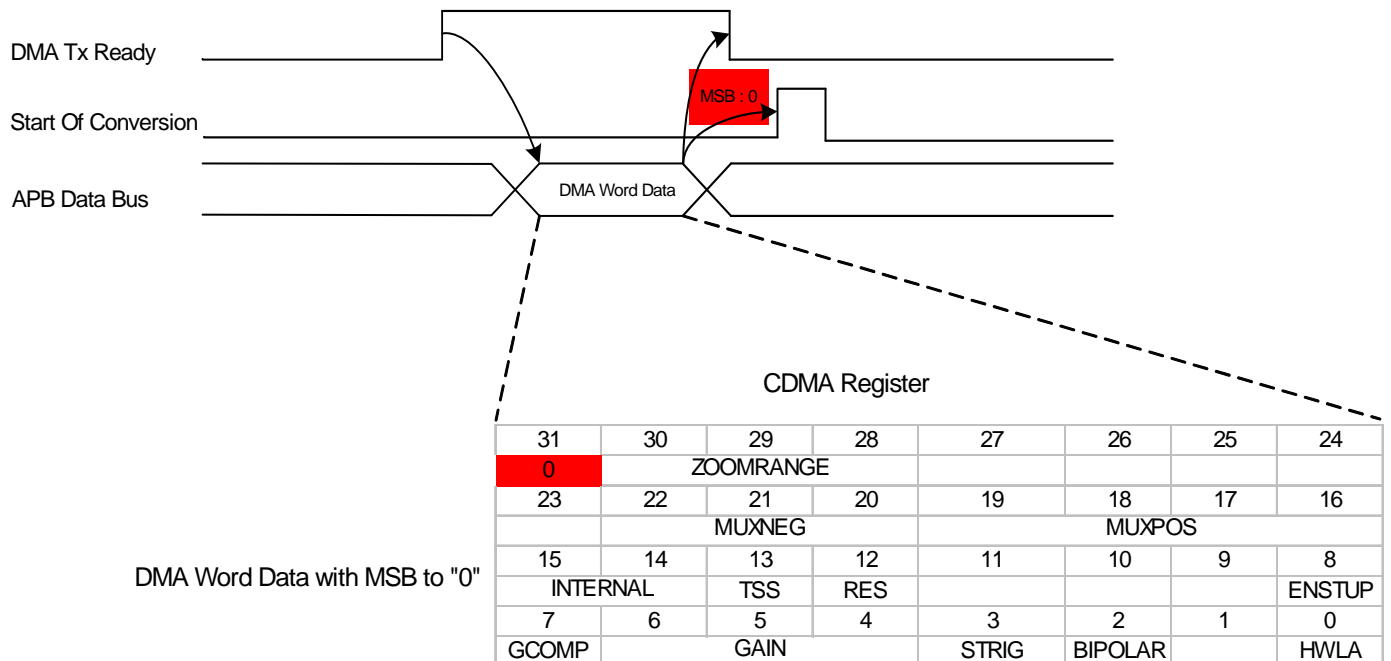 DMA Tx Ready
MSB : 0
Start Of Conversion
APB Data Bus
DMA Word Data
CDMA Register
31 30 29 28 27 26 25 24
0 ZOOMRANGE
23 22 21 20 19 18 17 16
MUXNEG MUXPOS
15 14 13 12 11 10 9 8
DMA Word Data with MSB to "0"
INTERNAL TSS RES ENSTUP
7 6 5 4 3 2 1 0
GCOMP GAIN STRIG BIPOLAR HWLA